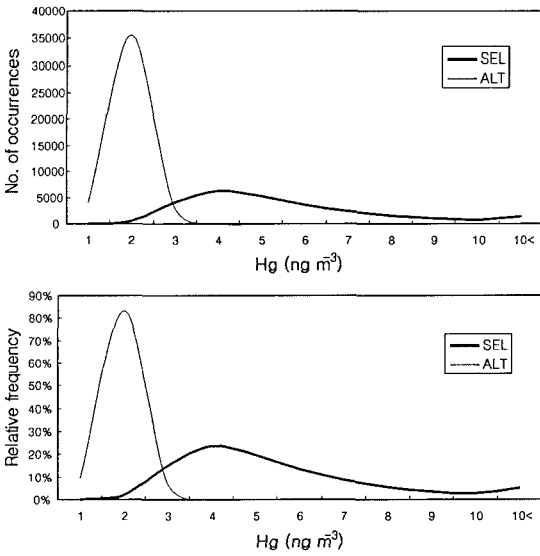 40000
35000
30000
25000
20000
15000
10000
5000
0
No. of occurrences
SEL
ALT
1 2 3 4 5 6 7 8 9 10 10<
Hg (ng m⁻³)
90%
80%
70%
60%
50%
40%
30%
20%
10%
0%
Relative frequency
SEL
ALT
1 2 3 4 5 6 7 8 9 10 10<
Hg (ng m⁻³)